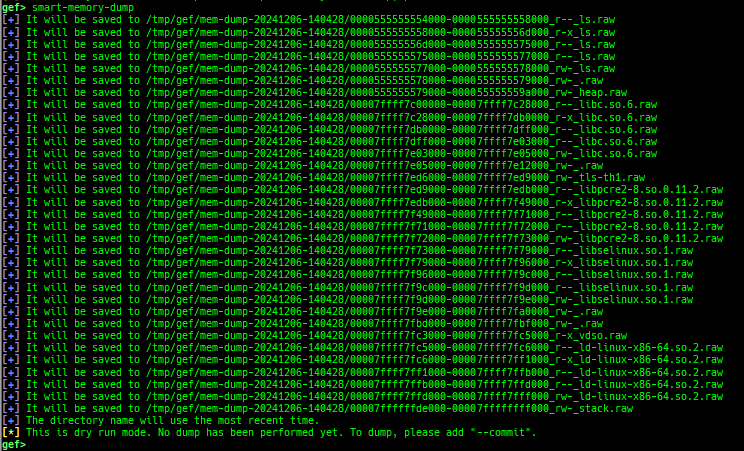 gef> smart-memory-dump
[+] It will be saved to /tmp/gef/mem-dump-20241206-140428/0000555555554000-0000555555558000_r--_ls.raw
[+] It will be saved to /tmp/gef/mem-dump-20241206-140428/0000555555558000-000055555556d000_r-x_ls.raw
[+] It will be saved to /tmp/gef/mem-dump-20241206-140428/000055555556d000-0000555555575000_r--_ls.raw
[+] It will be saved to /tmp/gef/mem-dump-20241206-140428/0000555555575000-0000555555577000_r--_ls.raw
[+] It will be saved to /tmp/gef/mem-dump-20241206-140428/0000555555577000-0000555555578000_rw-_ls.raw
[+] It will be saved to /tmp/gef/mem-dump-20241206-140428/0000555555578000-0000555555579000_rw-_.raw
[+] It will be saved to /tmp/gef/mem-dump-20241206-140428/0000555555579000-000055555559a000_rw-_heap.raw
[+] It will be saved to /tmp/gef/mem-dump-20241206-140428/00007ffff7c00000-00007ffff7c28000_r--_libc.so.6.raw
[+] It will be saved to /tmp/gef/mem-dump-20241206-140428/00007ffff7c28000-00007ffff7db0000_r-x_libc.so.6.raw
[+] It will be saved to /tmp/gef/mem-dump-20241206-140428/00007ffff7db0000-00007ffff7dff000_r--_libc.so.6.raw
[+] It will be saved to /tmp/gef/mem-dump-20241206-140428/00007ffff7dff000-00007ffff7e03000_r--_libc.so.6.raw
[+] It will be saved to /tmp/gef/mem-dump-20241206-140428/00007ffff7e03000-00007ffff7e05000_rw-_libc.so.6.raw
[+] It will be saved to /tmp/gef/mem-dump-20241206-140428/00007ffff7e05000-00007ffff7e12000_rw-_.raw
[+] It will be saved to /tmp/gef/mem-dump-20241206-140428/00007ffff7ed6000-00007ffff7ed9000_rw-_tls-th1.raw
[+] It will be saved to /tmp/gef/mem-dump-20241206-140428/00007ffff7ed9000-00007ffff7edb000_r--_libpcre2-8.so.0.11.2.raw
[+] It will be saved to /tmp/gef/mem-dump-20241206-140428/00007ffff7edb000-00007ffff7f49000_r-x_libpcre2-8.so.0.11.2.raw
[+] It will be saved to /tmp/gef/mem-dump-20241206-140428/00007ffff7f49000-00007ffff7f71000_r--_libpcre2-8.so.0.11.2.raw
[+] It will be saved to /tmp/gef/mem-dump-20241206-140428/00007ffff7f71000-00007ffff7f72000_r--_libpcre2-8.so.0.11.2.raw
[+] It will be saved to /tmp/gef/mem-dump-20241206-140428/00007ffff7f72000-00007ffff7f73000_rw-_libpcre2-8.so.0.11.2.raw
[+] It will be saved to /tmp/gef/mem-dump-20241206-140428/00007ffff7f73000-00007ffff7f79000_r--_libselinux.so.1.raw
[+] It will be saved to /tmp/gef/mem-dump-20241206-140428/00007ffff7f79000-00007ffff7f96000_r-x_libselinux.so.1.raw
[+] It will be saved to /tmp/gef/mem-dump-20241206-140428/00007ffff7f96000-00007ffff7f9c000_r--_libselinux.so.1.raw
[+] It will be saved to /tmp/gef/mem-dump-20241206-140428/00007ffff7f9c000-00007ffff7f9d000_r--_libselinux.so.1.raw
[+] It will be saved to /tmp/gef/mem-dump-20241206-140428/00007ffff7f9d000-00007ffff7f9e000_rw-_libselinux.so.1.raw
[+] It will be saved to /tmp/gef/mem-dump-20241206-140428/00007ffff7f9e000-00007ffff7fa0000_rw-_.raw
[+] It will be saved to /tmp/gef/mem-dump-20241206-140428/00007ffff7fbd000-00007ffff7fbf000_rw-_.raw
[+] It will be saved to /tmp/gef/mem-dump-20241206-140428/00007ffff7fc3000-00007ffff7fc5000_r-x_vdso.raw
[+] It will be saved to /tmp/gef/mem-dump-20241206-140428/00007ffff7fc5000-00007ffff7fc6000_r--_ld-linux-x86-64.so.2.raw
[+] It will be saved to /tmp/gef/mem-dump-20241206-140428/00007ffff7fc6000-00007ffff7ff1000_r-x_ld-linux-x86-64.so.2.raw
[+] It will be saved to /tmp/gef/mem-dump-20241206-140428/00007ffff7ff1000-00007ffff7ffb000_r--_ld-linux-x86-64.so.2.raw
[+] It will be saved to /tmp/gef/mem-dump-20241206-140428/00007ffff7ffb000-00007ffff7ffd000_r--_ld-linux-x86-64.so.2.raw
[+] It will be saved to /tmp/gef/mem-dump-20241206-140428/00007ffff7ffd000-00007ffff7fff000_rw-_ld-linux-x86-64.so.2.raw
[+] It will be saved to /tmp/gef/mem-dump-20241206-140428/00007ffffffde000-00007ffffffff000_rw-_stack.raw
[+] The directory name will use the most recent time.
[*] This is dry run mode. No dump has been performed yet. To dump, please add "--commit".
gef>